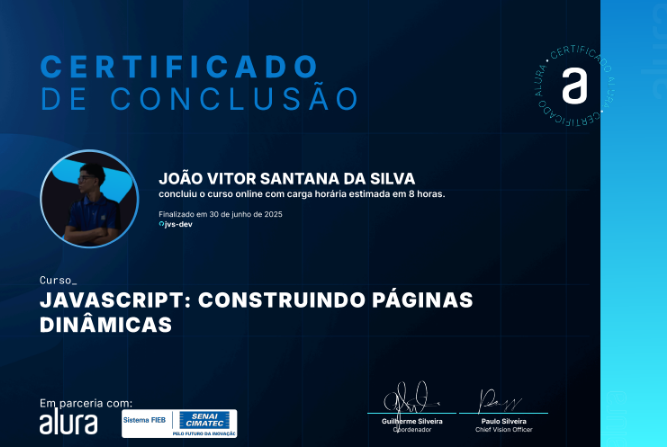 CERTIFICADO
DE CONCLUSÃO
CERTIFICADO ALURA • CERTIFICADO ALURA •
a
JOÃO VITOR SANTANA DA SILVA
concluiu o curso online com carga horária estimada em 8 horas.
Finalizado em 30 de junho de 2025
jvs-dev
Curso_
JAVASCRIPT: CONSTRUINDO PÁGINAS
DINÂMICAS
Em parceria com:
alura
Sistema FIEB
SENAI
CIMATEC
PELO FUTURO DA INOVAÇÃO
Guilherme Silveira
Coordenador
Paulo Silveira
Chief Vision Officer